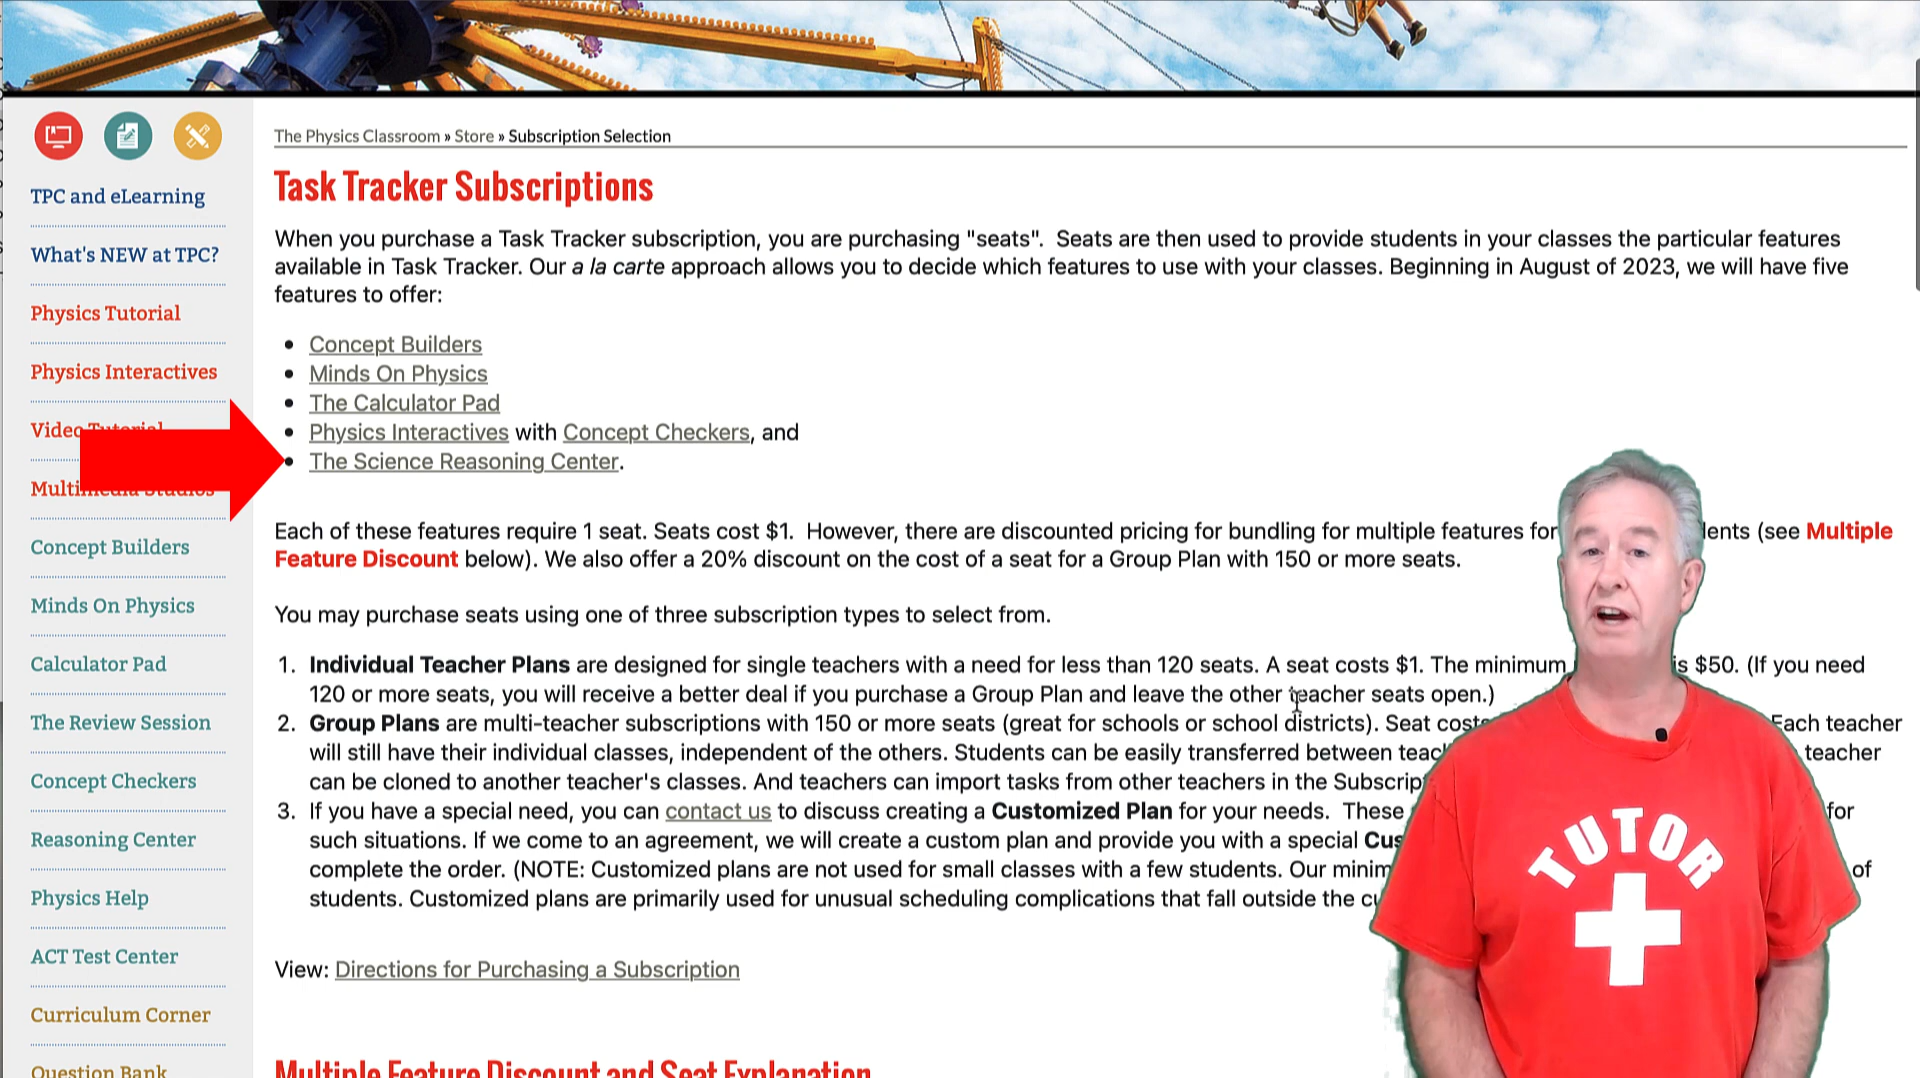 The Physics Classroom » Store » Subscription Selection
TPC and eLearning
What's NEW at TPC?
Physics Tutorial
Physics Interactives
Video Tutorial
Multimedia Studios
Concept Builders
Minds On Physics
Calculator Pad
The Review Session
Concept Checkers
Reasoning Center
Physics Help
ACT Test Center
Curriculum Corner
Question Bank
Task Tracker Subscriptions
When you purchase a Task Tracker subscription, you are purchasing "seats". Seats are then used to provide students in your classes the particular features
available in Task Tracker. Our a la carte approach allows you to decide which features to use with your classes. Beginning in August of 2023, we will have five
features to offer:
• Concept Builders
• Minds On Physics
• The Calculator Pad
• Physics Interactives with Concept Checkers, and
• The Science Reasoning Center.
Each of these features require 1 seat. Seats cost $1. However, there are discounted pricing for bundling for multiple features for lents (see Multiple
Feature Discount below). We also offer a 20% discount on the cost of a seat for a Group Plan with 150 or more seats.
You may purchase seats using one of three subscription types to select from.
1. Individual Teacher Plans are designed for single teachers with a need for less than 120 seats. A seat costs $1. The minimum is $50. (If you need
120 or more seats, you will receive a better deal if you purchase a Group Plan and leave the other teacher seats open.)
2. Group Plans are multi-teacher subscriptions with 150 or more seats (great for schools or school districts). Seat costs Each teacher
will still have their individual classes, independent of the others. Students can be easily transferred between teac teacher
can be cloned to another teacher's classes. And teachers can import tasks from other teachers in the Subscrip
3. If you have a special need, you can contact us to discuss creating a Customized Plan for your needs. These for
such situations. If we come to an agreement, we will create a custom plan and provide you with a special Cus
complete the order. (NOTE: Customized plans are not used for small classes with a few students. Our minim of
students. Customized plans are primarily used for unusual scheduling complications that fall outside the cu
View: Directions for Purchasing a Subscription
Multiple Feature Discount and Seat Explanation
TUTOR